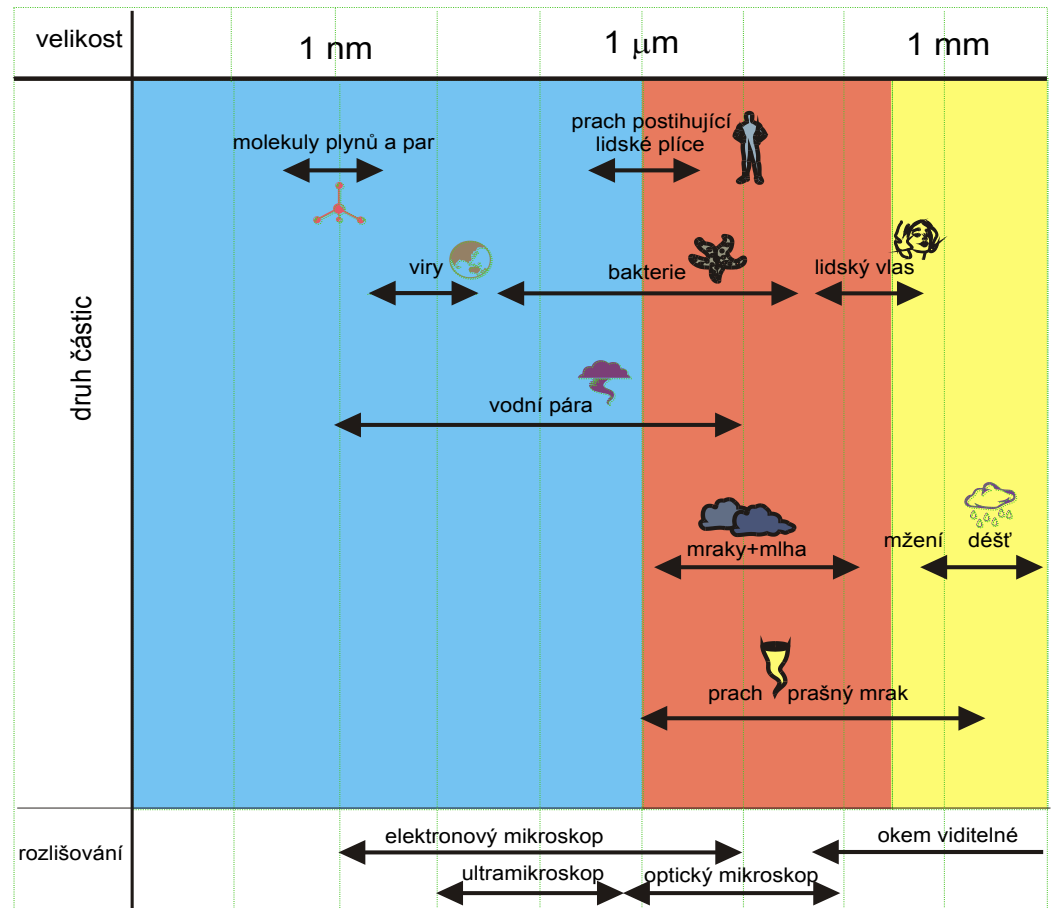 velikost
1 nm
1 μm
1 mm
druh částic
molekuly plynů a par
prach postihující
lidské plíce
viry
bakterie
lidský vlas
vodní pára
mraky+mlha
mžení déšť
prach prašný mrak
rozlišování
elektronový mikroskop
okem viditelné
ultramikroskop
optický mikroskop